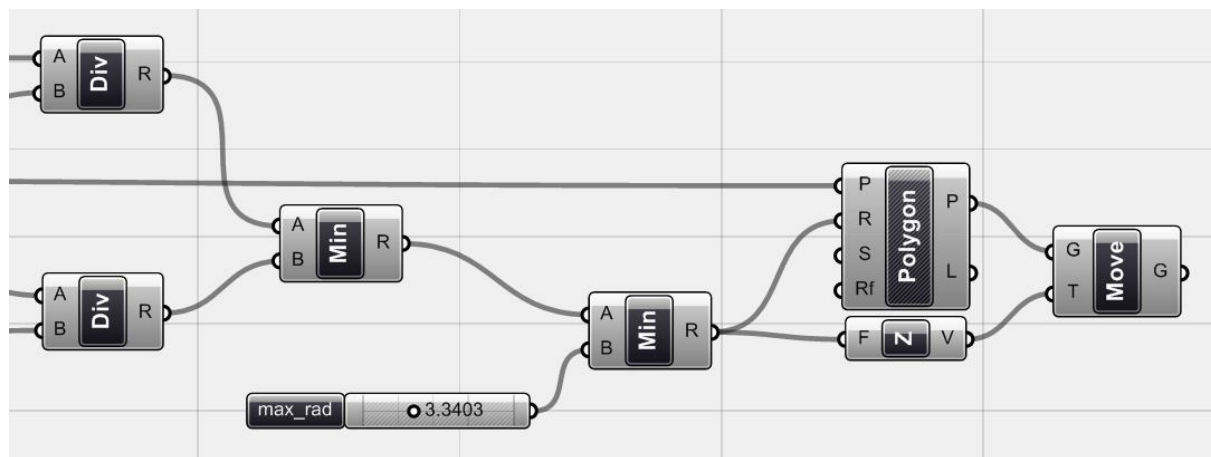 A
B
Div
R
A
B
Min
R
A
B
Div
R
max_rad
3.3403
A
B
Min
R
P
R
S
Rf
Polygon
P
L
F
Z
V
G
T
Move
G